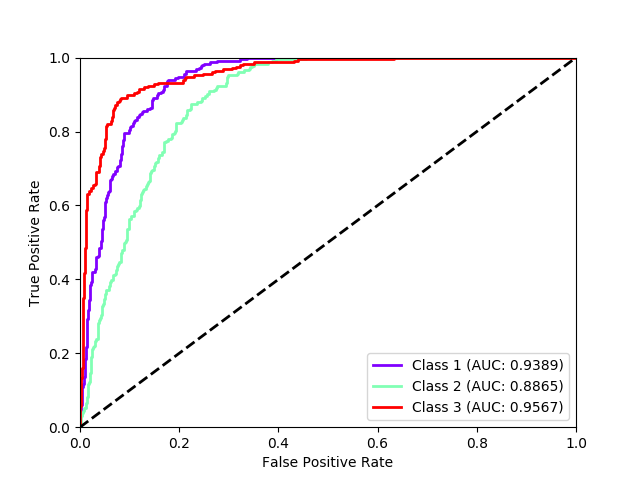 1.0
0.8
0.6
0.4
0.2
0.0
True Positive Rate
0.0 0.2 0.4 0.6 0.8 1.0
False Positive Rate
Class 1 (AUC: 0.9389)
Class 2 (AUC: 0.8865)
Class 3 (AUC: 0.9567)